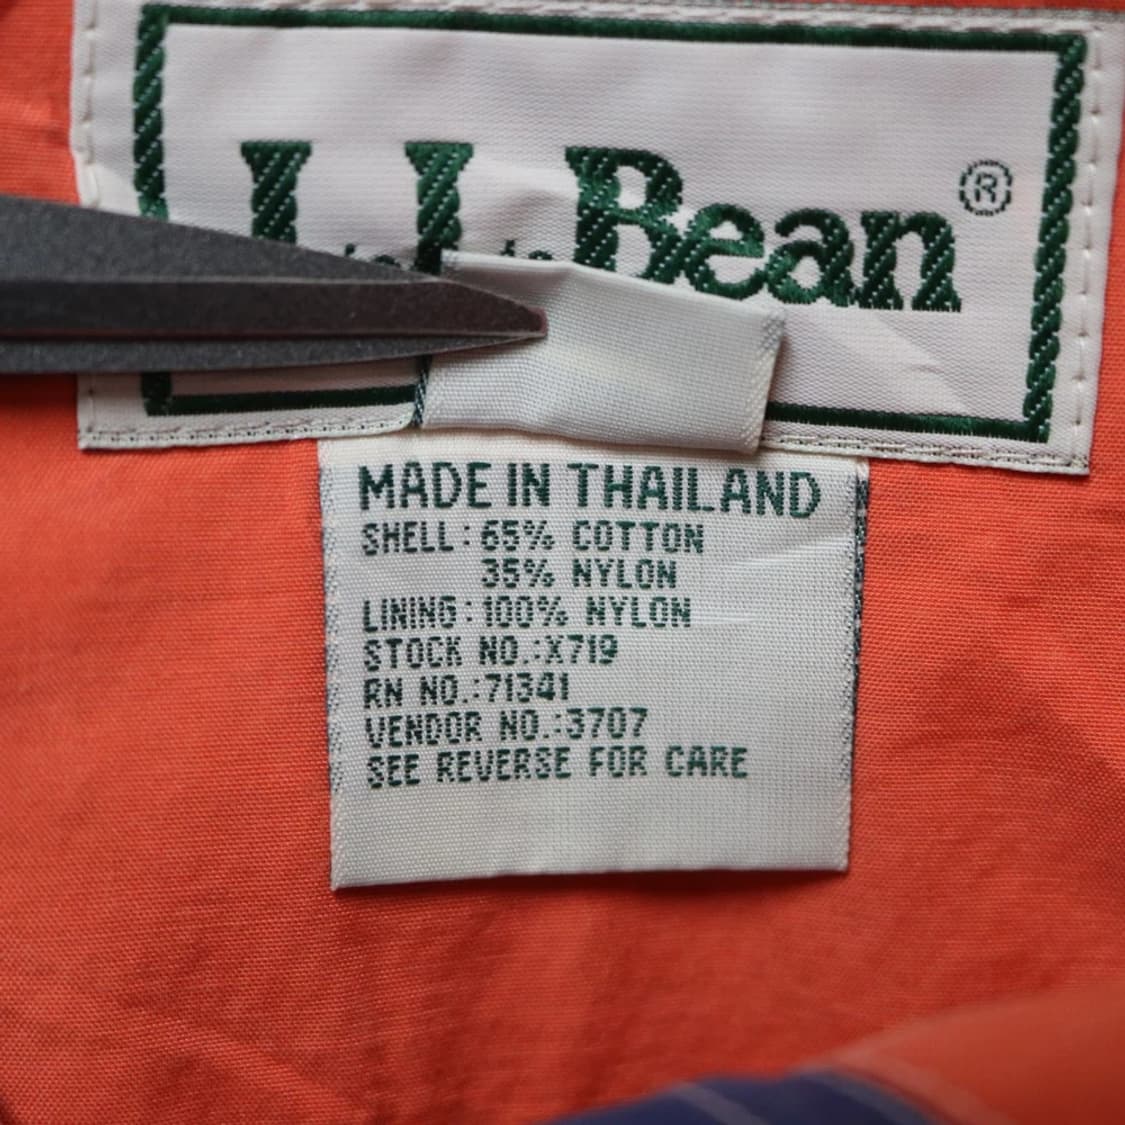 L.L.Bean®
MADE IN THAILAND
SHELL: 65% COTTON
35% NYLON
LINING: 100% NYLON
STOCK NO.:X719
RN NO.:71341
VENDOR NO.:3707
SEE REVERSE FOR CARE